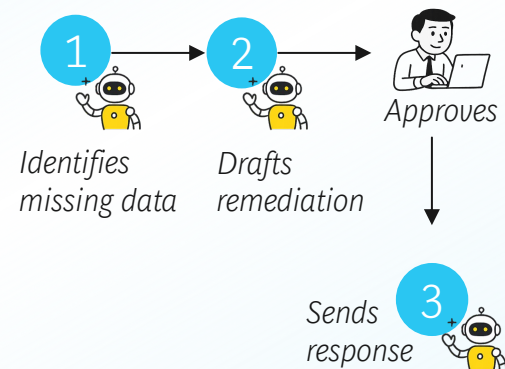 1
2
Approves
Identifies
missing data
Drafts
remediation
3
Sends
response